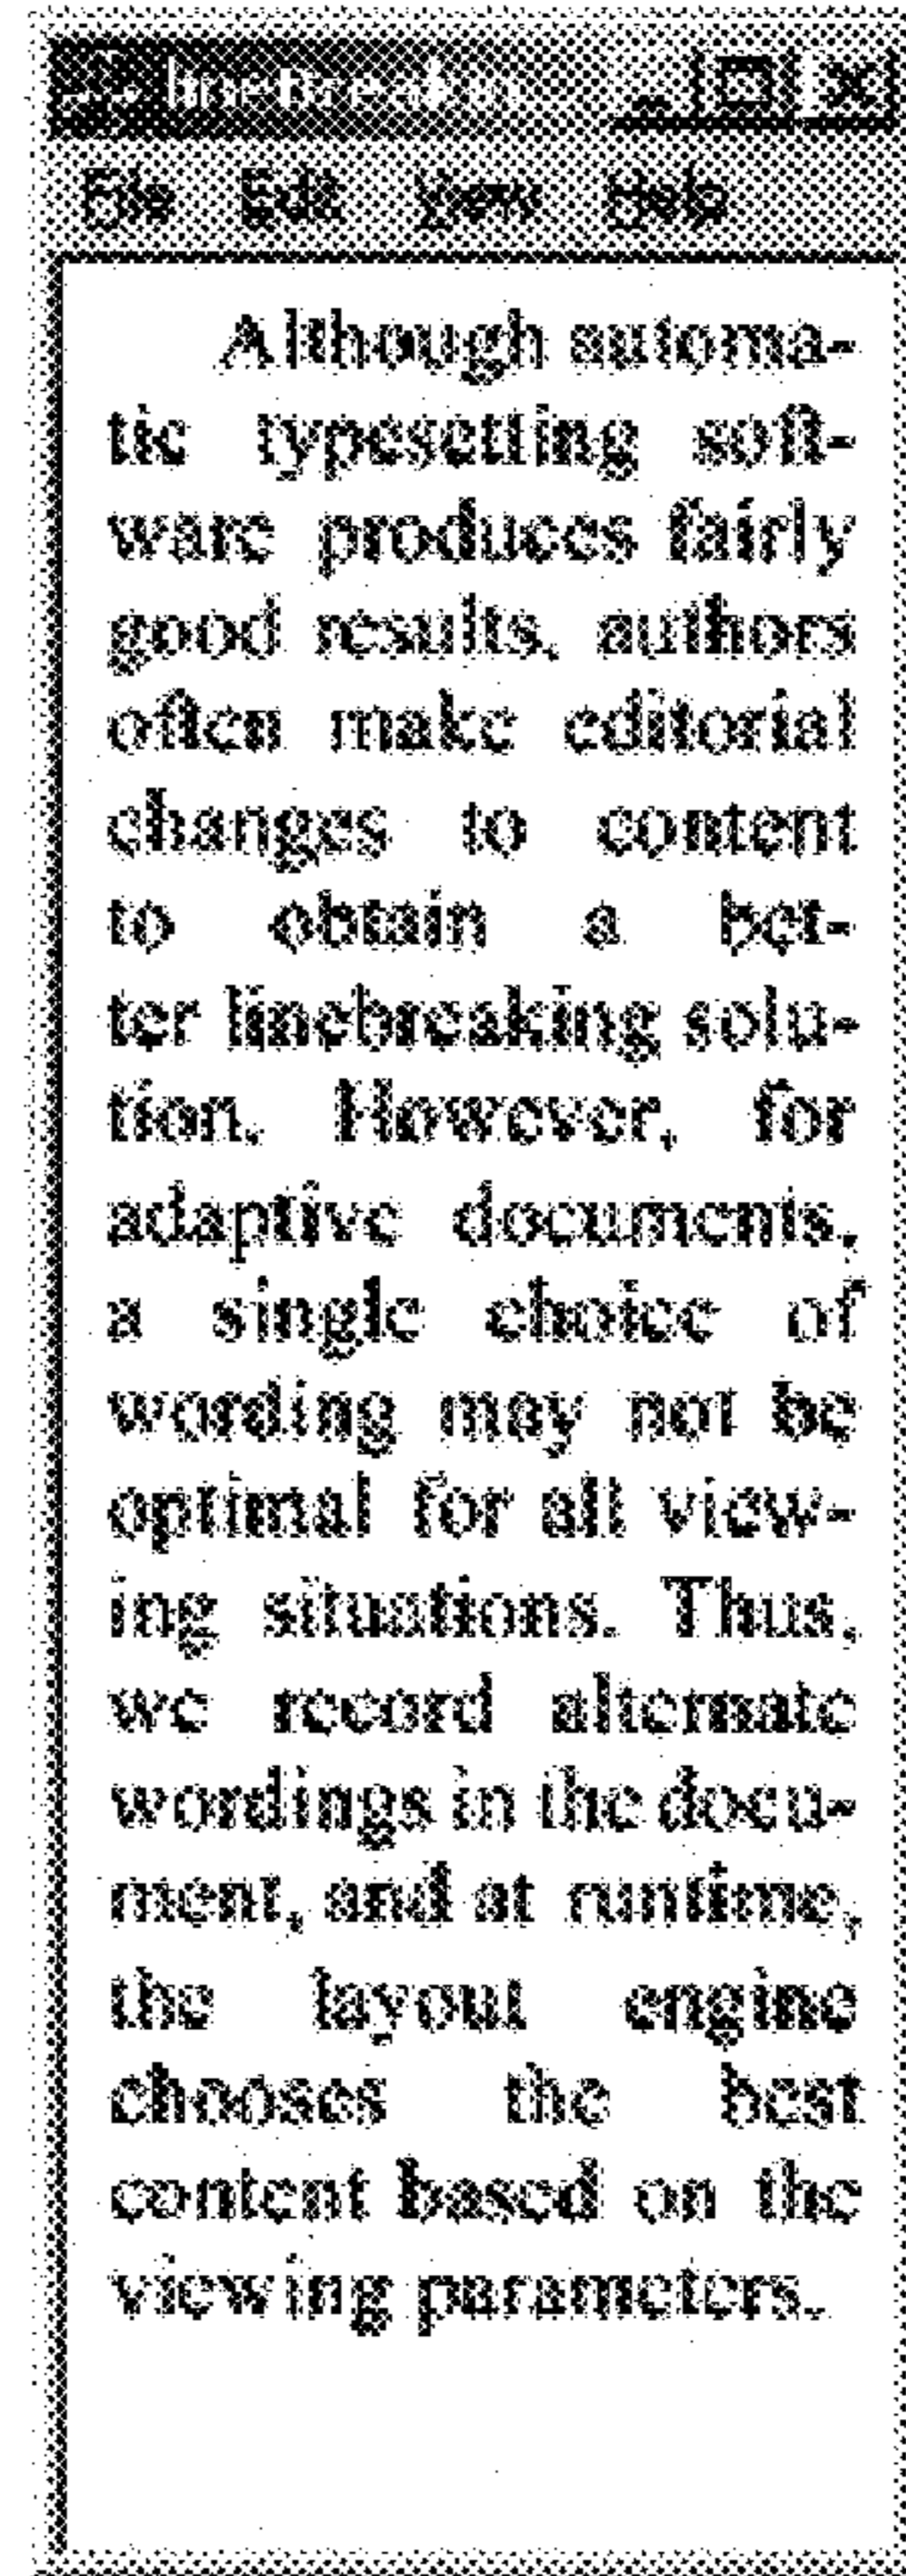 File Edit View Help
Although automa-
tic typesetting soft-
ware produces fairly
good results, authors
often make editorial
changes to content
to obtain a bet-
ter linebreaking solu-
tion. However, for
adaptive documents,
a single choice of
wording may not be
optimal for all view-
ing situations. Thus,
we record alternate
wordings in the docu-
ment, and at runtime,
the layout engine
chooses the best
content based on the
viewing parameters.